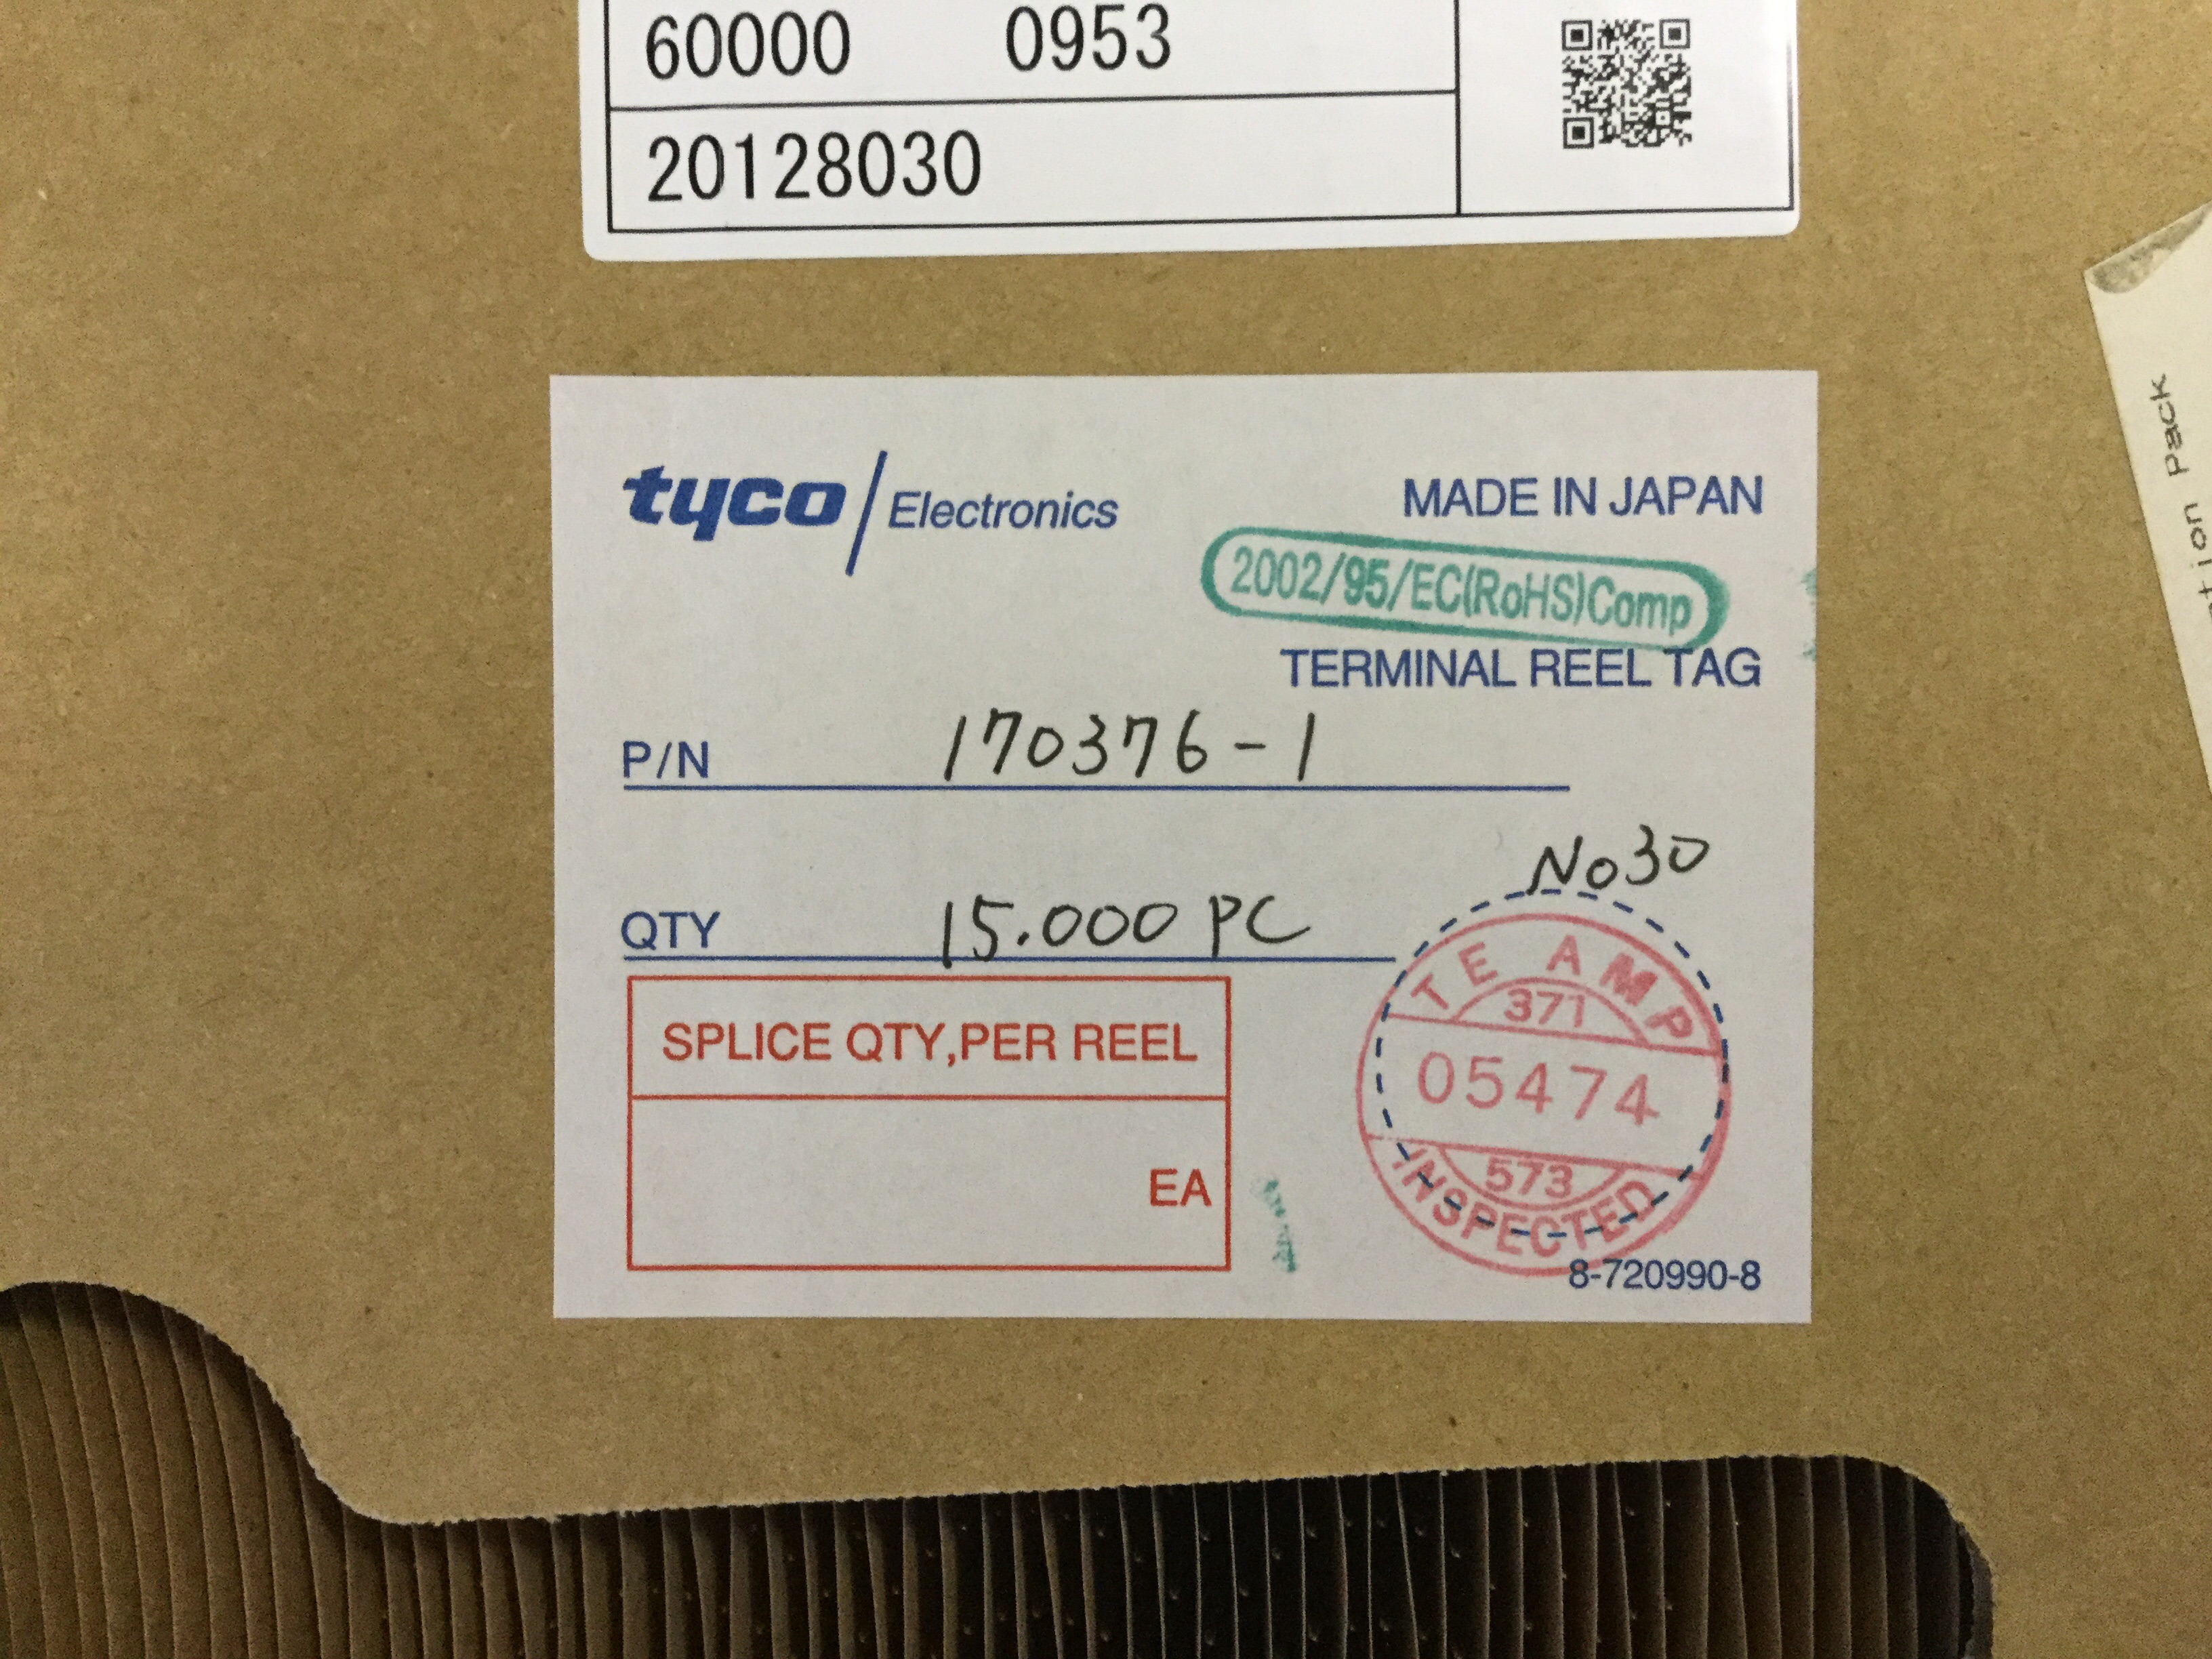 60000 0953
20128030
tyco / Electronics
MADE IN JAPAN
2002/95/EC(RoHS)Comp
TERMINAL REEL TAG
P/N 170376-1
No30
QTY 15.000 PC
SPLICE QTY,PER REEL
EA
TE AMP
371
05474
573
INSPECTED
8-720990-8
Pack